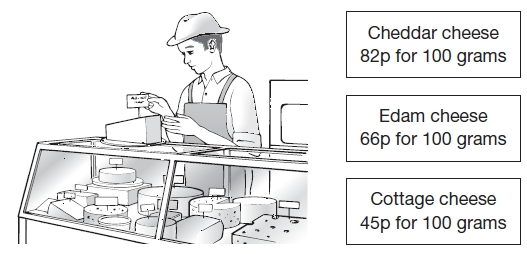 Cheddar cheese
82p for 100 grams
Edam cheese
66p for 100 grams
Cottage cheese
45p for 100 grams